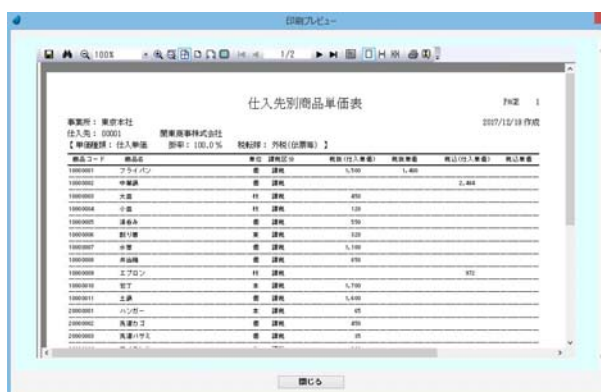 印刷プレビュー
100%
1/2
仕入先別商品単価表
PAGE 1
事業所: 東京本社
2017/12/19 作成
仕入先: 00001 関東商事株式会社
【 単価種類: 仕入単価 掛率: 100.0% 税転嫁: 外税(伝票毎) 】
商品コード 商品名 単位 課税区分 税抜(仕入単価) 税抜単価 税込(仕入単価) 税込単価
10000001 フライパン 個 課税 1,500 1,400
10000002 中華鍋 個 課税 2,468
10000003 大皿 枚 課税 450
10000004 小皿 枚 課税 120
10000005 湯呑み 個 課税 550
10000006 割り箸 束 課税 320
10000007 水筒 個 課税 1,100
10000008 弁当箱 個 課税 650
10000009 エプロン 枚 課税 972
10000010 包丁 本 課税 1,700
10000011 土鍋 個 課税 1,600
20000001 ハンガー 本 課税 65
20000002 洗濯カゴ 個 課税 450
20000003 洗濯バサミ 個 課税 35
閉じる